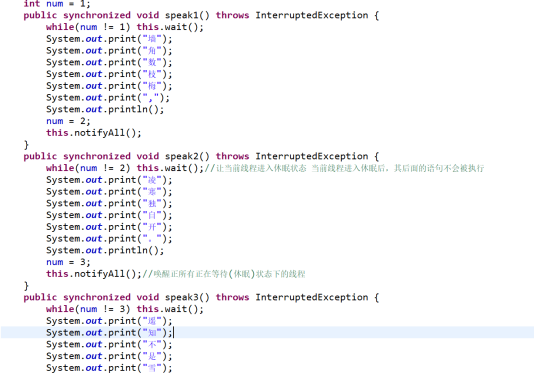 int num = 1;
public synchronized void speak1() throws InterruptedException {
while(num != 1) this.wait();
System.out.print("墙");
System.out.print("角");
System.out.print("数");
System.out.print("枝");
System.out.print("梅");
System.out.print(",");
System.out.println();
num = 2;
this.notifyAll();
}
public synchronized void speak2() throws InterruptedException {
while(num != 2) this.wait();//让当前线程进入休眠状态 当前线程进入休眠后，其后面的语句不会被执行
System.out.print("凌");
System.out.print("寒");
System.out.print("独");
System.out.print("自");
System.out.print("开");
System.out.print("。");
System.out.println();
num = 3;
this.notifyAll();//唤醒正所有正在等待(休眠)状态下的线程
}
public synchronized void speak3() throws InterruptedException {
while(num != 3) this.wait();
System.out.print("遥");
System.out.print("知");
System.out.print("不");
System.out.print("是");
System.out.print("雪");